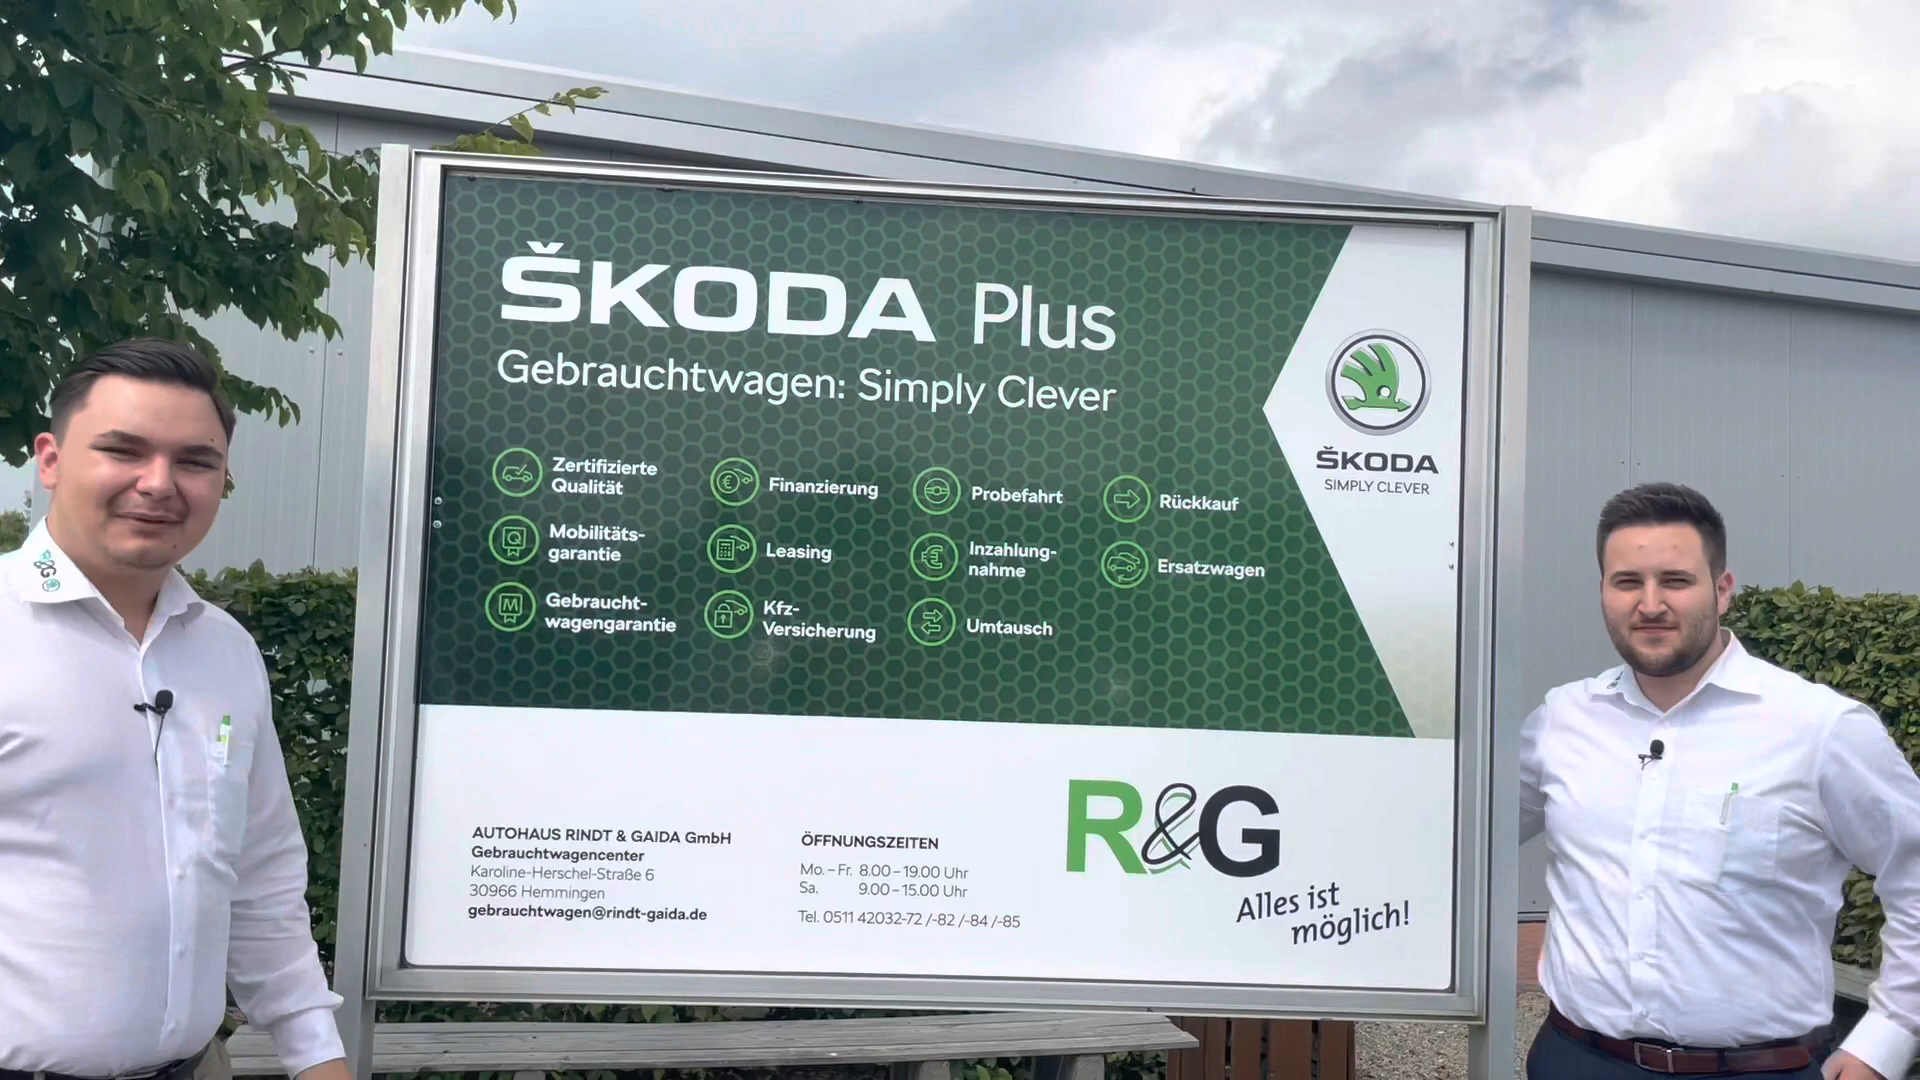 ŠKODA Plus
Gebrauchtwagen: Simply Clever
Zertifizierte
Qualität
Mobilitäts-
garantie
Gebraucht-
wagengarantie
Finanzierung
Leasing
Kfz-
Versicherung
Probefahrt
Inzahlung-
nahme
Umtausch
Rückkauf
Ersatzwagen
ŠKODA
SIMPLY CLEVER
AUTOHAUS RINDT & GAIDA GmbH
Gebrauchtwagencenter
Karoline-Herschel-Straße 6
30966 Hemmingen
gebrauchtwagen@rindt-gaida.de
ÖFFNUNGSZEITEN
Mo. – Fr. 8.00 – 19.00 Uhr
Sa. 9.00 – 15.00 Uhr
Tel. 0511 42032-72 /-82 /-84 /-85
R&G
Alles ist
möglich!
R&G